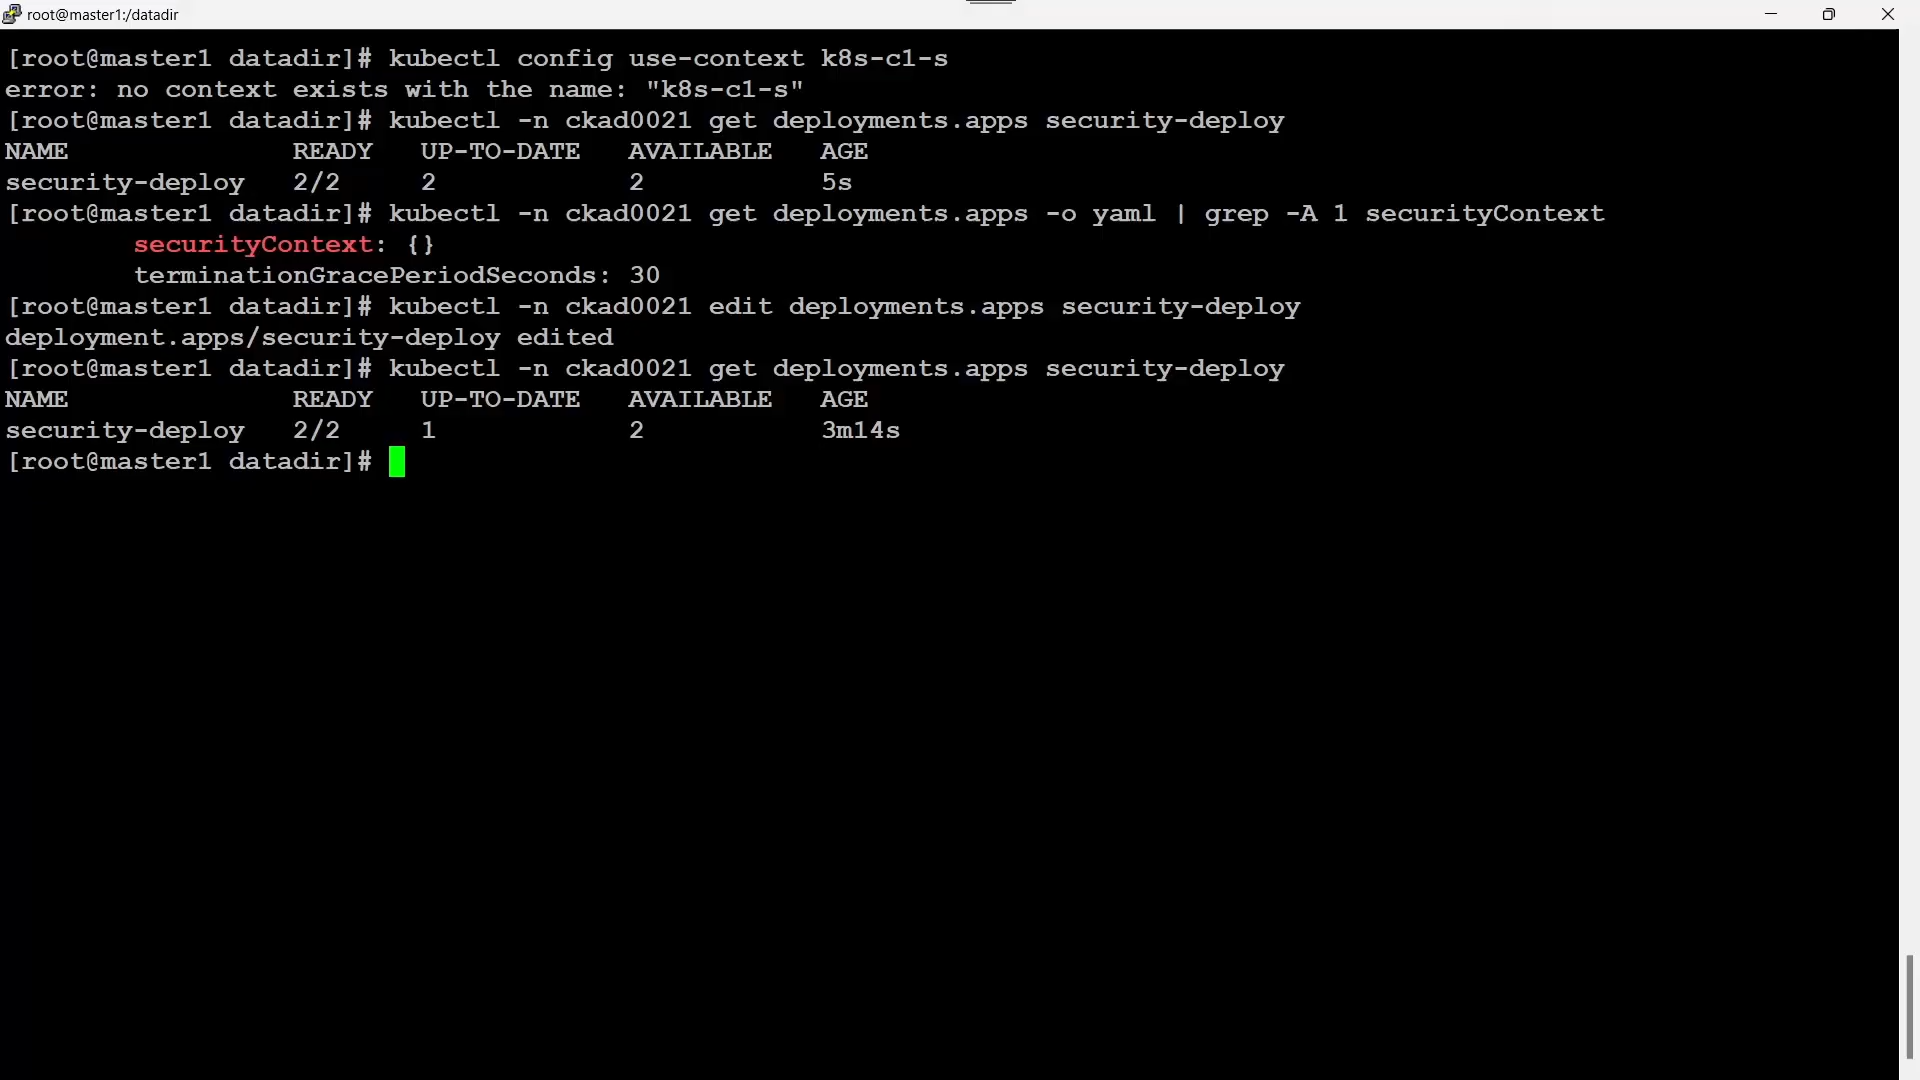 root@master1:/datadir
[root@master1 datadir]# kubectl config use-context k8s-c1-s
error: no context exists with the name: "k8s-c1-s"
[root@master1 datadir]# kubectl -n ckad0021 get deployments.apps security-deploy
NAME READY UP-TO-DATE AVAILABLE AGE
security-deploy 2/2 2 2 5s
[root@master1 datadir]# kubectl -n ckad0021 get deployments.apps -o yaml | grep -A 1 securityContext
securityContext: {}
terminationGracePeriodSeconds: 30
[root@master1 datadir]# kubectl -n ckad0021 edit deployments.apps security-deploy
deployment.apps/security-deploy edited
[root@master1 datadir]# kubectl -n ckad0021 get deployments.apps security-deploy
NAME READY UP-TO-DATE AVAILABLE AGE
security-deploy 2/2 1 2 3m14s
[root@master1 datadir]#